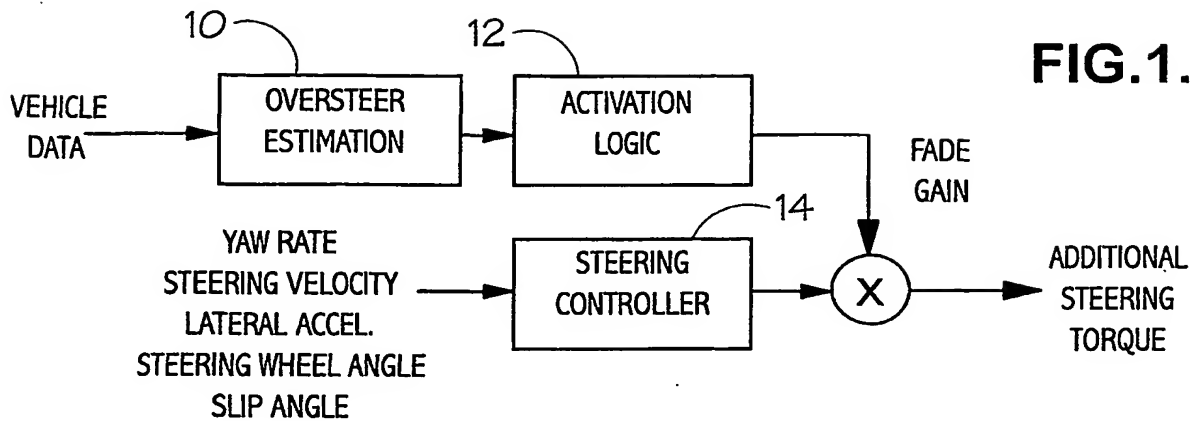 FIG.1.
10
12
VEHICLE
DATA
OVERSTEER
ESTIMATION
ACTIVATION
LOGIC
FADE
GAIN
14
YAW RATE
STEERING VELOCITY
LATERAL ACCEL.
STEERING WHEEL ANGLE
SLIP ANGLE
STEERING
CONTROLLER
X
ADDITIONAL
STEERING
TORQUE